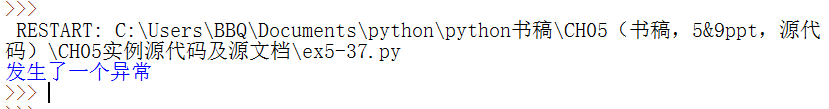 >>>
RESTART: C:\Users\BBQ\Documents\python\python书稿\CH05（书稿，5&9ppt，源代
码）\CH05实例源代码及源文档\ex5-37.py
发生了一个异常
>>>